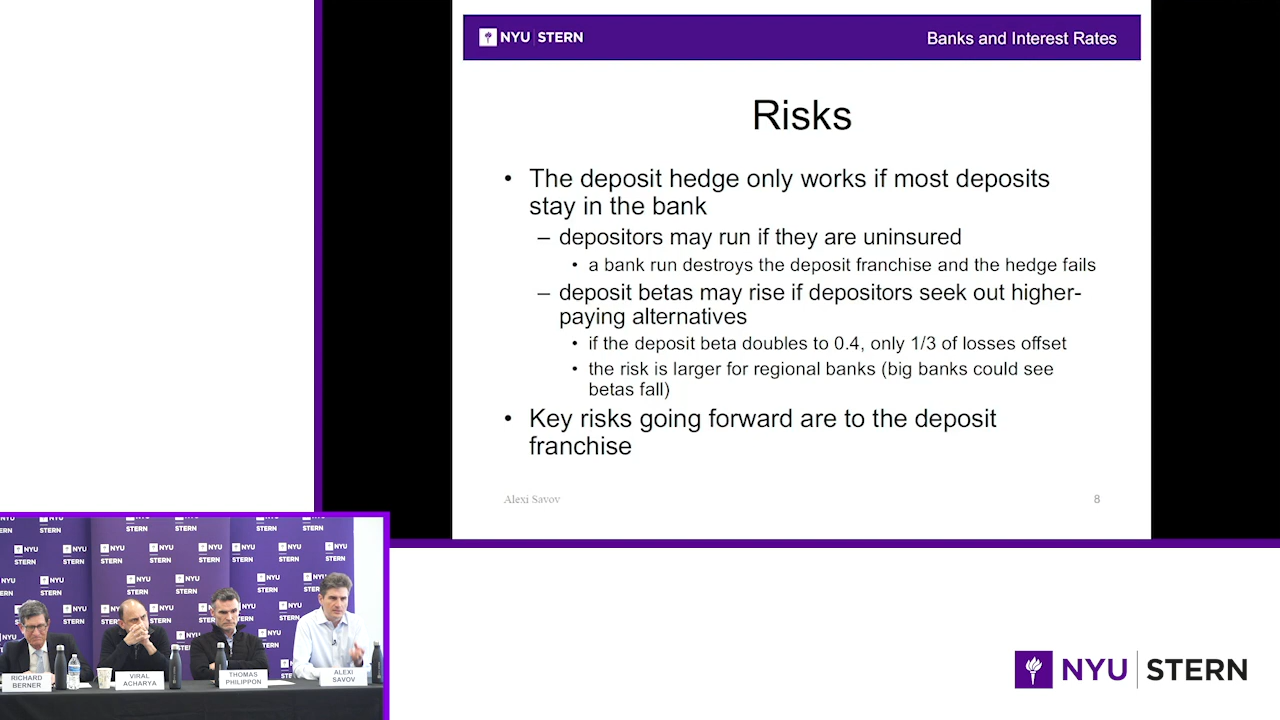 NYU STERN
Banks and Interest Rates
Risks
• The deposit hedge only works if most deposits
stay in the bank
– depositors may run if they are uninsured
• a bank run destroys the deposit franchise and the hedge fails
– deposit betas may rise if depositors seek out higher-
paying alternatives
• if the deposit beta doubles to 0.4, only 1/3 of losses offset
• the risk is larger for regional banks (big banks could see
betas fall)
• Key risks going forward are to the deposit
franchise
Alexi Savov
8
RICHARD
BERNER
VIRAL
ACHARYA
THOMAS
PHILIPPON
ALEXI
SAVOV
NYU STERN